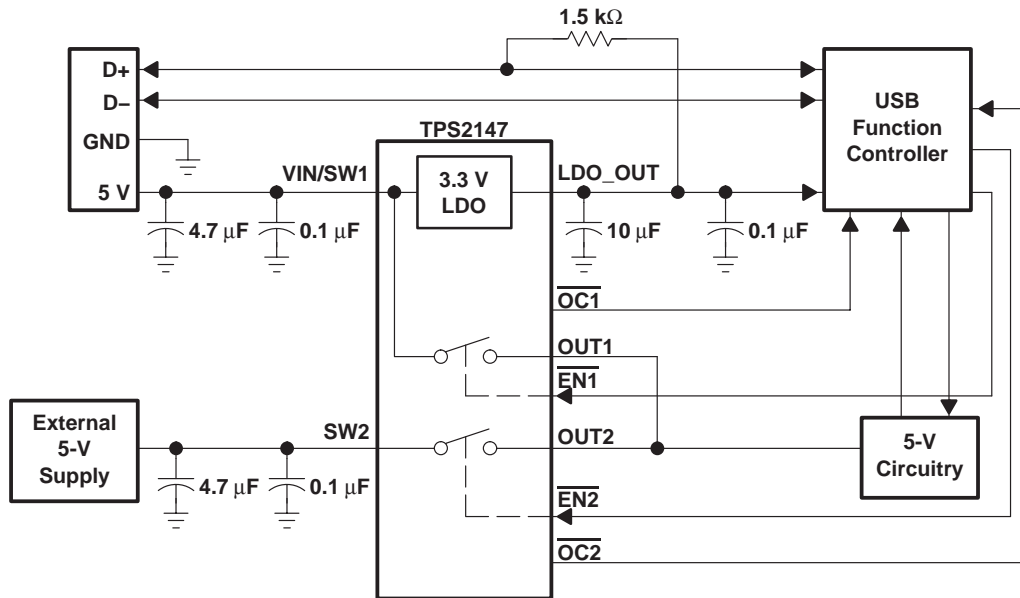 1.5 kΩ
D+
D–
GND
5 V
USB
Function
Controller
TPS2147
VIN/SW1
3.3 V
LDO
LDO_OUT
4.7 μF
0.1 μF
10 μF
0.1 μF
OC1
OUT1
EN1
External
5-V
Supply
SW2
OUT2
5-V
Circuitry
4.7 μF
0.1 μF
EN2
OC2